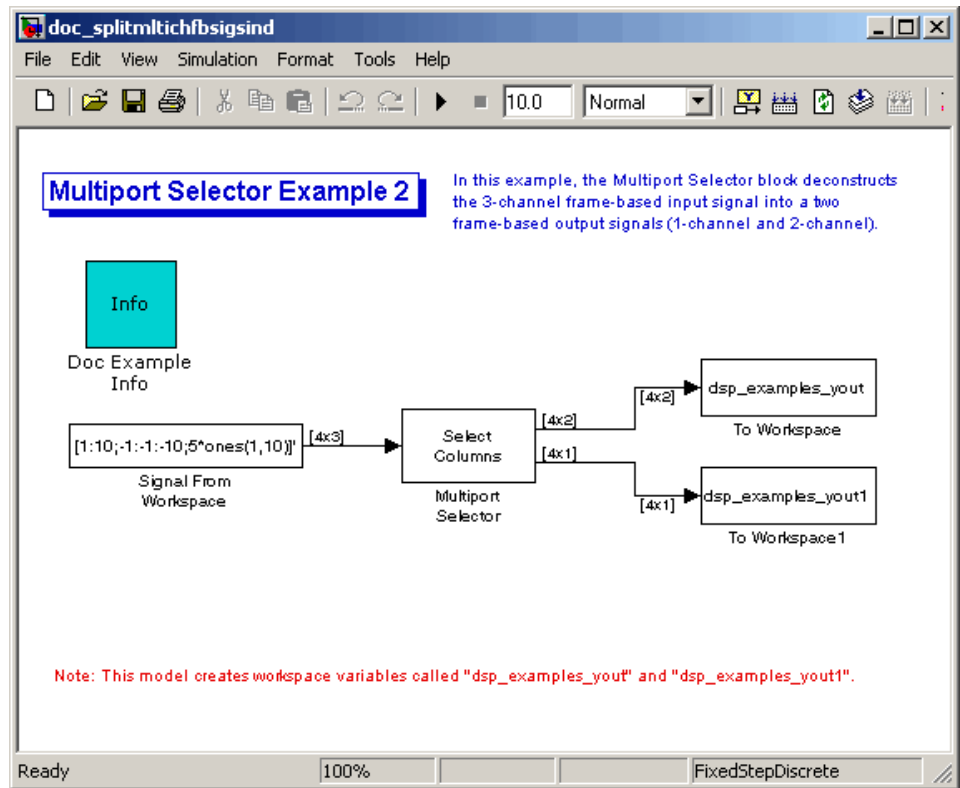 doc_splitmltichfbsigsind
File Edit View Simulation Format Tools Help
10.0 Normal
Multiport Selector Example 2
In this example, the Multiport Selector block deconstructs
the 3-channel frame-based input signal into a two
frame-based output signals (1-channel and 2-channel).
Info
Doc Example
Info
[1:10;-1:-1:-10;5*ones(1,10)]'
[4x3]
Signal From
Workspace
Select
Columns
Multiport
Selector
[4x2]
[4x1]
[4x2]
dsp_examples_yout
To Workspace
[4x1]
dsp_examples_yout1
To Workspace1
Note: This model creates workspace variables called "dsp_examples_yout" and "dsp_examples_yout1".
Ready 100% FixedStepDiscrete